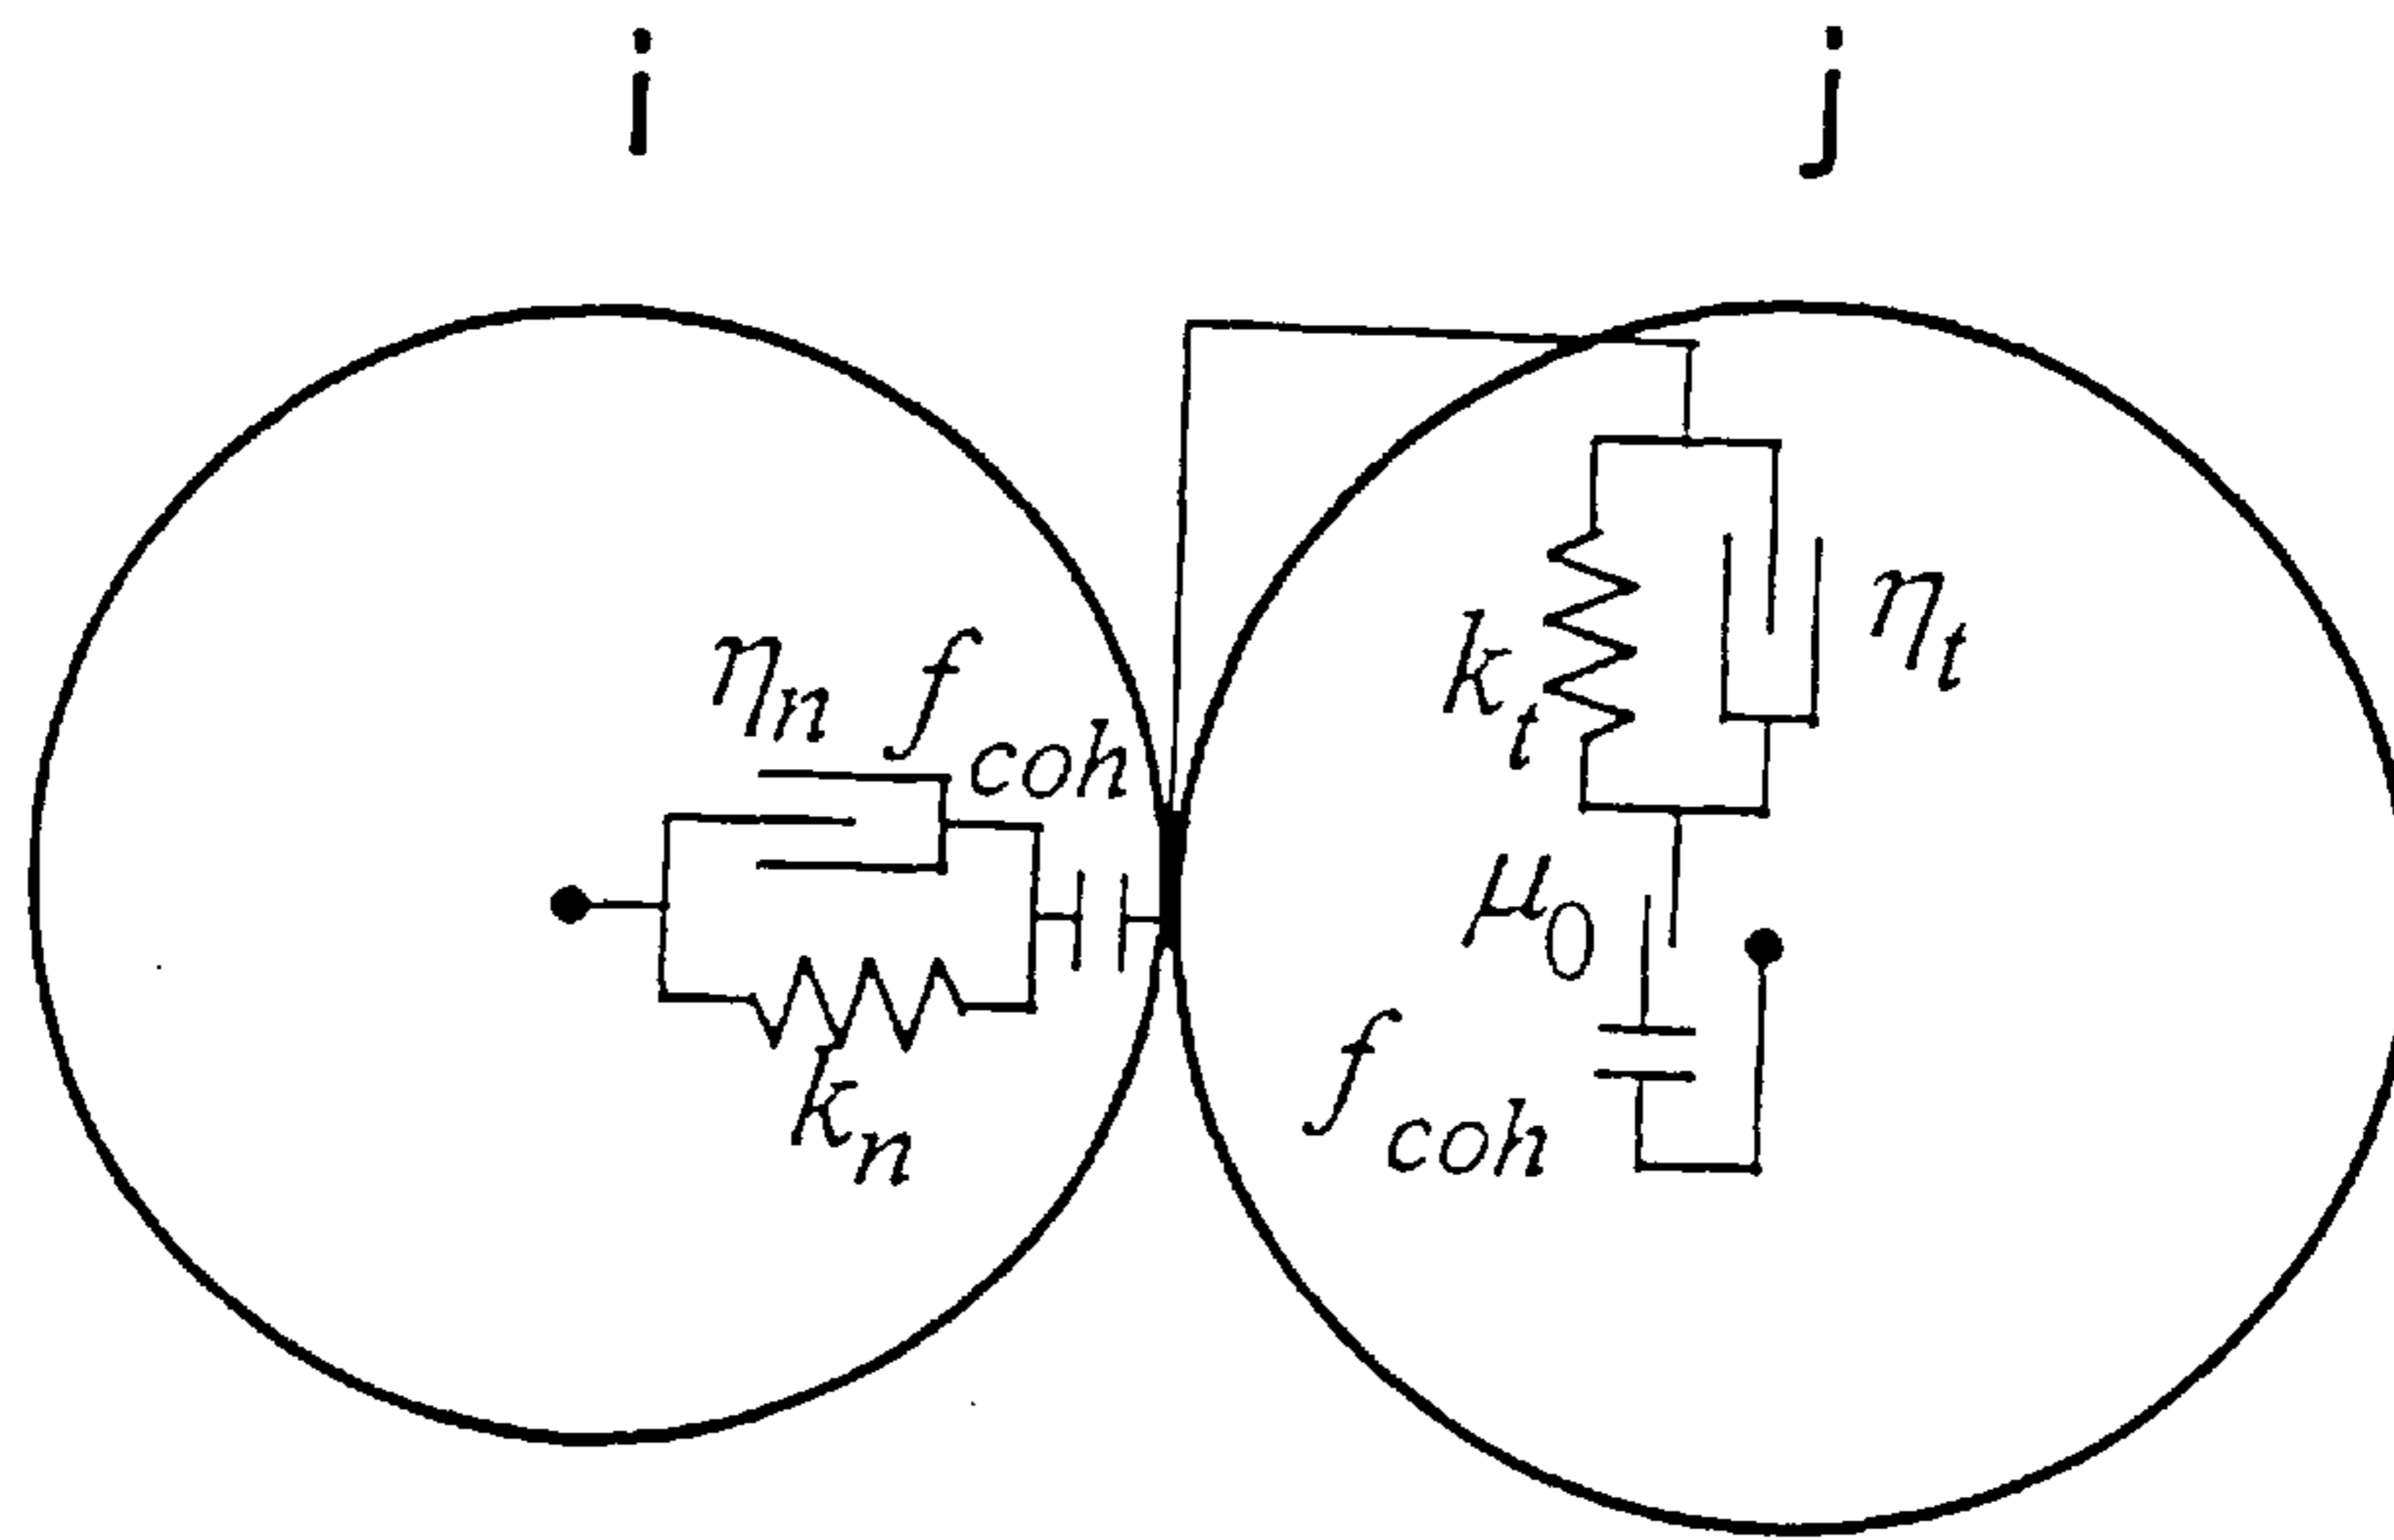 i
j
η_n
f_coh
k_n
k_t
η_t
μ_0
f_coh